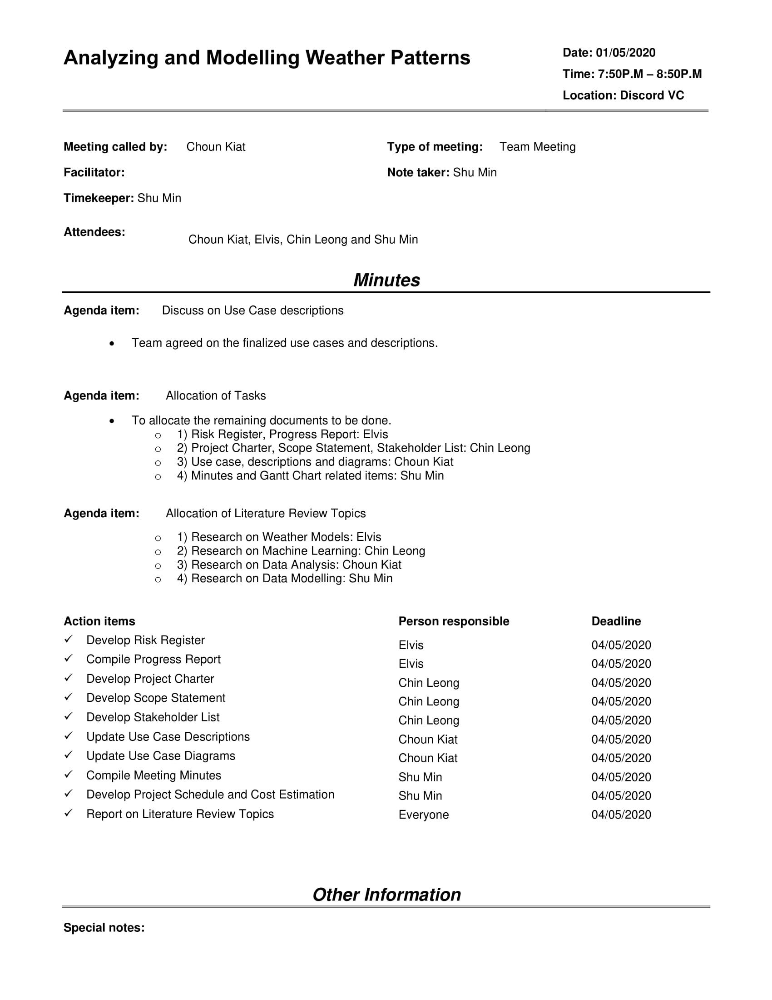 Analyzing and Modelling Weather Patterns
Date: 01/05/2020
Time: 7:50P.M – 8:50P.M
Location: Discord VC
Meeting called by: Choun Kiat Type of meeting: Team Meeting
Facilitator: Note taker: Shu Min
Timekeeper: Shu Min
Attendees: Choun Kiat, Elvis, Chin Leong and Shu Min
Minutes
Agenda item: Discuss on Use Case descriptions
• Team agreed on the finalized use cases and descriptions.
Agenda item: Allocation of Tasks
• To allocate the remaining documents to be done.
o 1) Risk Register, Progress Report: Elvis
o 2) Project Charter, Scope Statement, Stakeholder List: Chin Leong
o 3) Use case, descriptions and diagrams: Choun Kiat
o 4) Minutes and Gantt Chart related items: Shu Min
Agenda item: Allocation of Literature Review Topics
o 1) Research on Weather Models: Elvis
o 2) Research on Machine Learning: Chin Leong
o 3) Research on Data Analysis: Choun Kiat
o 4) Research on Data Modelling: Shu Min
Action items Person responsible Deadline
✓ Develop Risk Register Elvis 04/05/2020
✓ Compile Progress Report Elvis 04/05/2020
✓ Develop Project Charter Chin Leong 04/05/2020
✓ Develop Scope Statement Chin Leong 04/05/2020
✓ Develop Stakeholder List Chin Leong 04/05/2020
✓ Update Use Case Descriptions Choun Kiat 04/05/2020
✓ Update Use Case Diagrams Choun Kiat 04/05/2020
✓ Compile Meeting Minutes Shu Min 04/05/2020
✓ Develop Project Schedule and Cost Estimation Shu Min 04/05/2020
✓ Report on Literature Review Topics Everyone 04/05/2020
Other Information
Special notes: